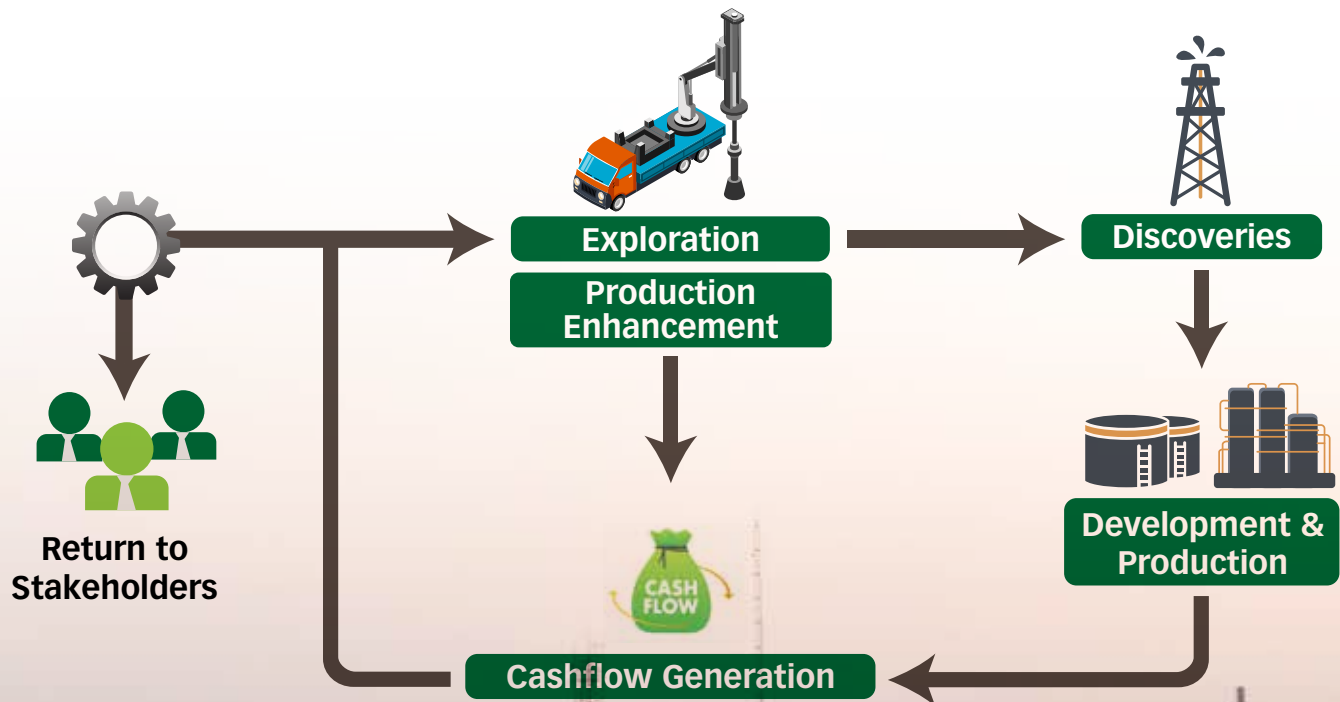 Exploration
Production
Enhancement
Discoveries
Return to
Stakeholders
Development &
Production
CASH
FLOW
Cashflow Generation